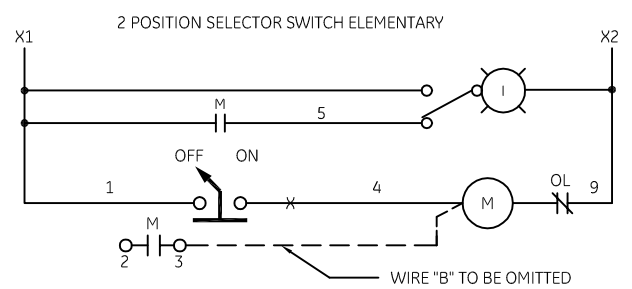 2 POSITION SELECTOR SWITCH ELEMENTARY
X1
X2
I
M
5
OFF ON
1
X
4
M
OL
9
M
2
3
WIRE "B" TO BE OMITTED